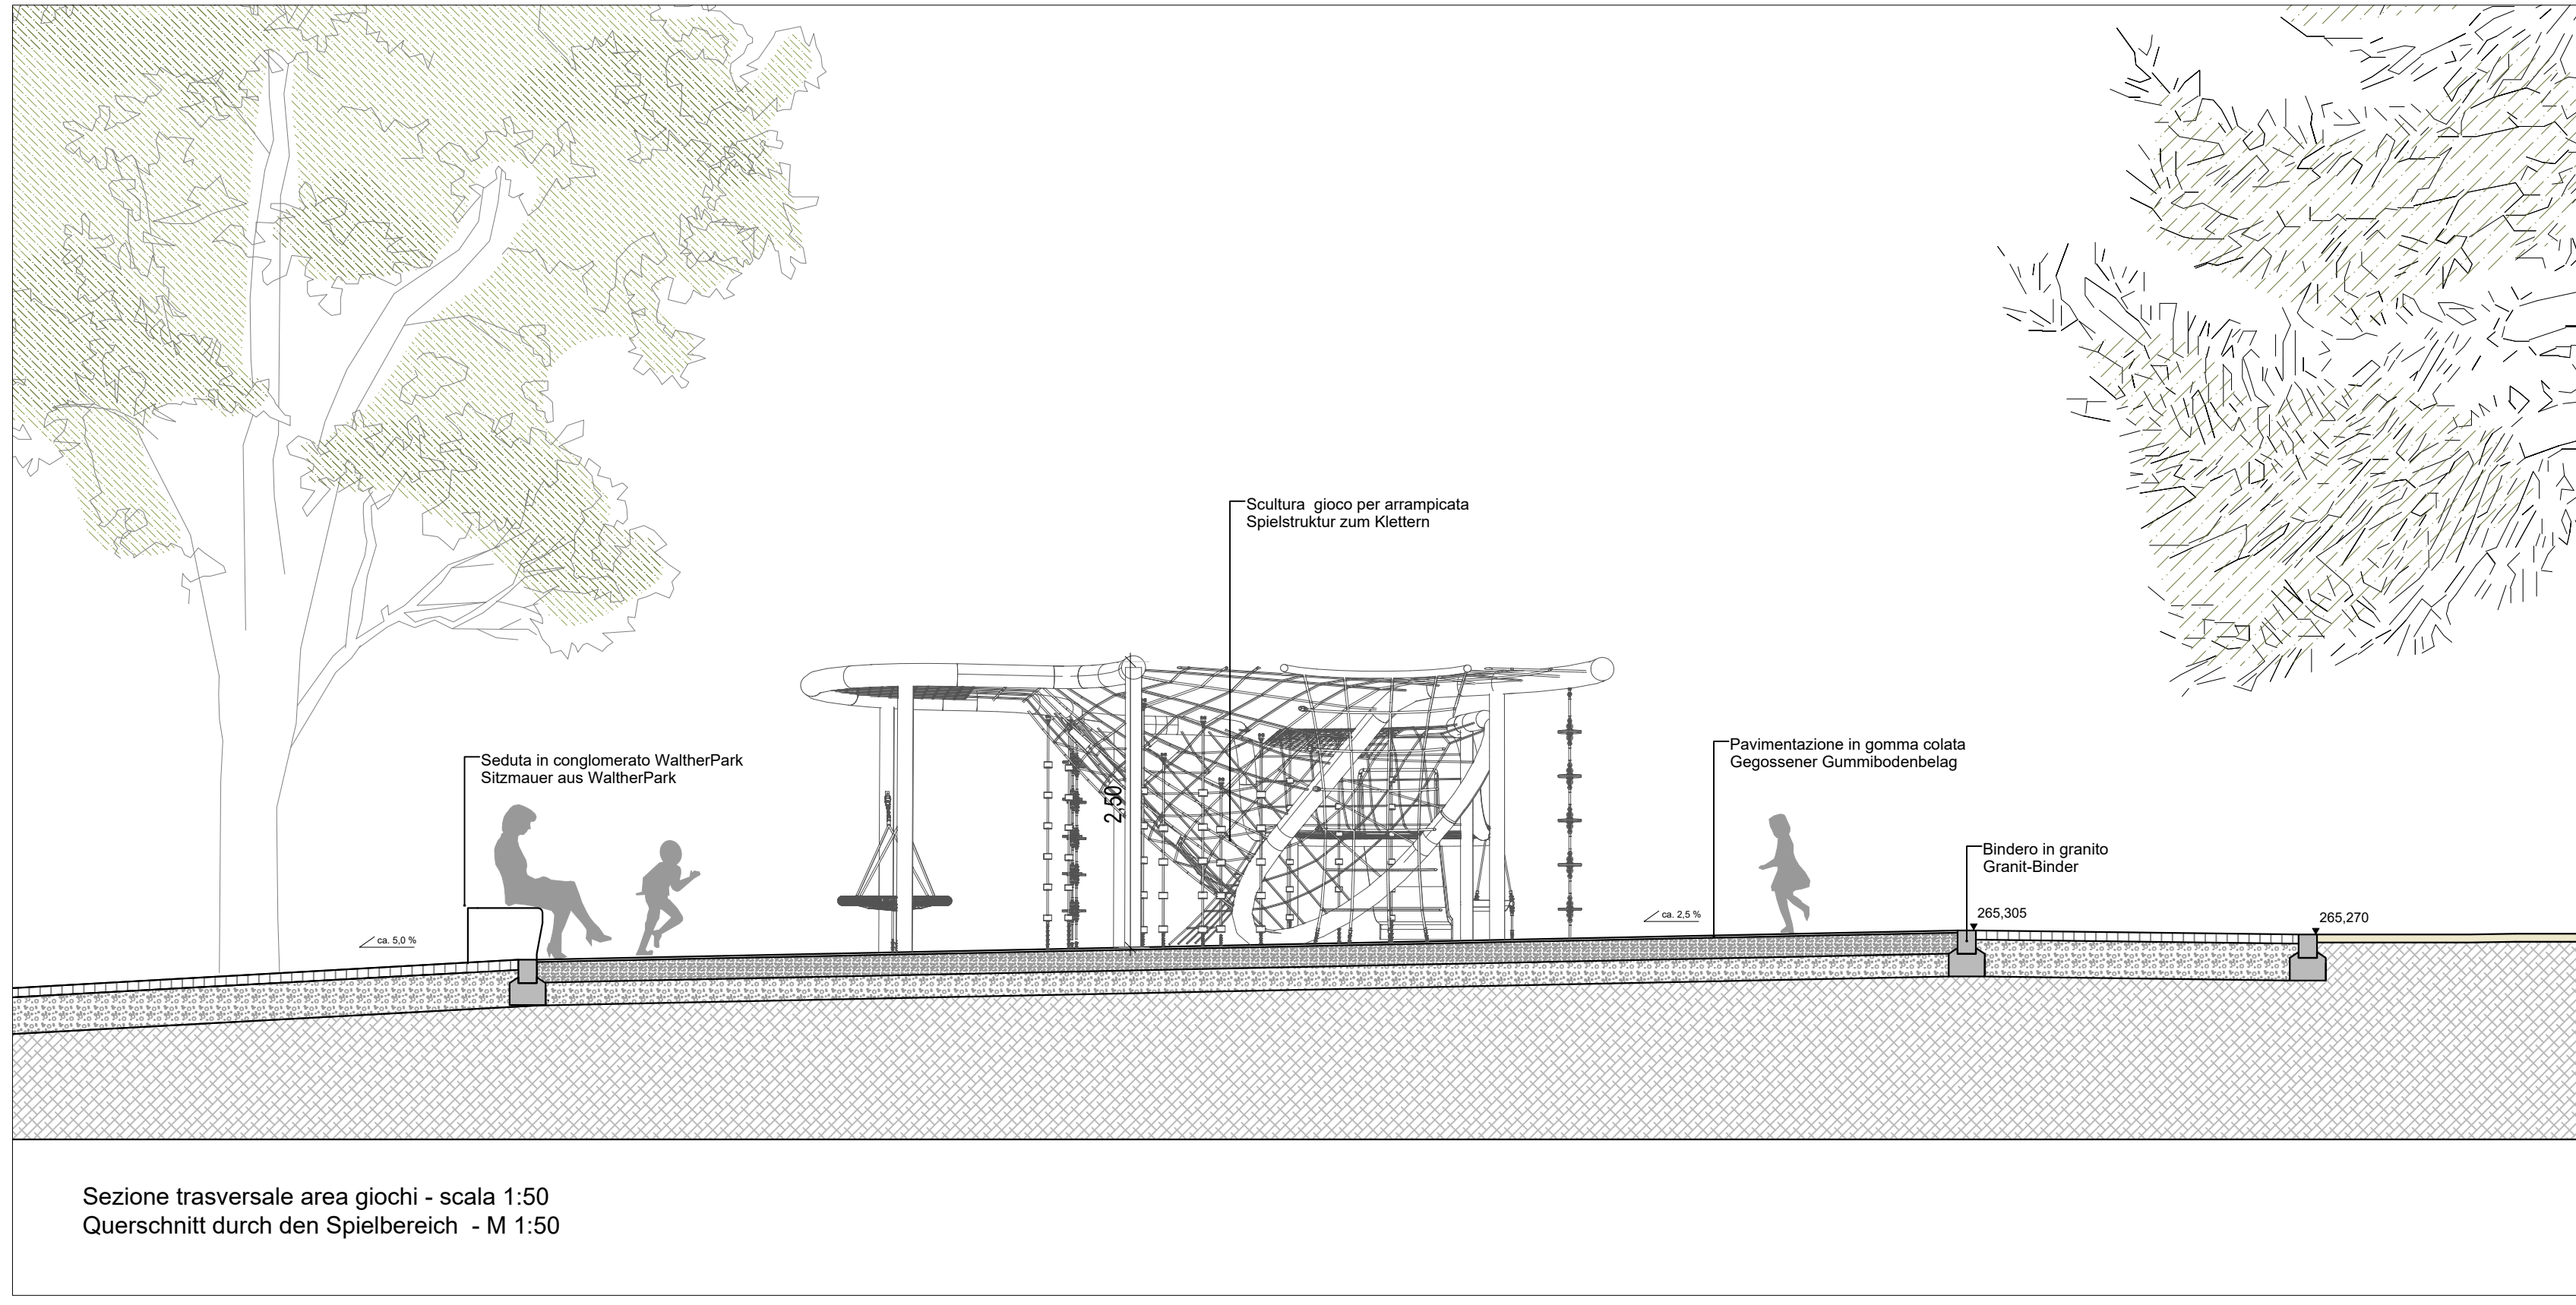 Scultura  gioco per arrampicata
Spielstruktur zum Klettern
Seduta in conglomerato WaltherPark
Sitzmauer aus WaltherPark
Pavimentazione in gomma colata
Gegossener Gummibodenbelag
2,50
Bindero in granito
Granit-Binder
265,305
265,270
ca. 2,5 %
ca. 5,0 %
Sezione trasversale area giochi - scala 1:50
Querschnitt durch den Spielbereich  - M 1:50